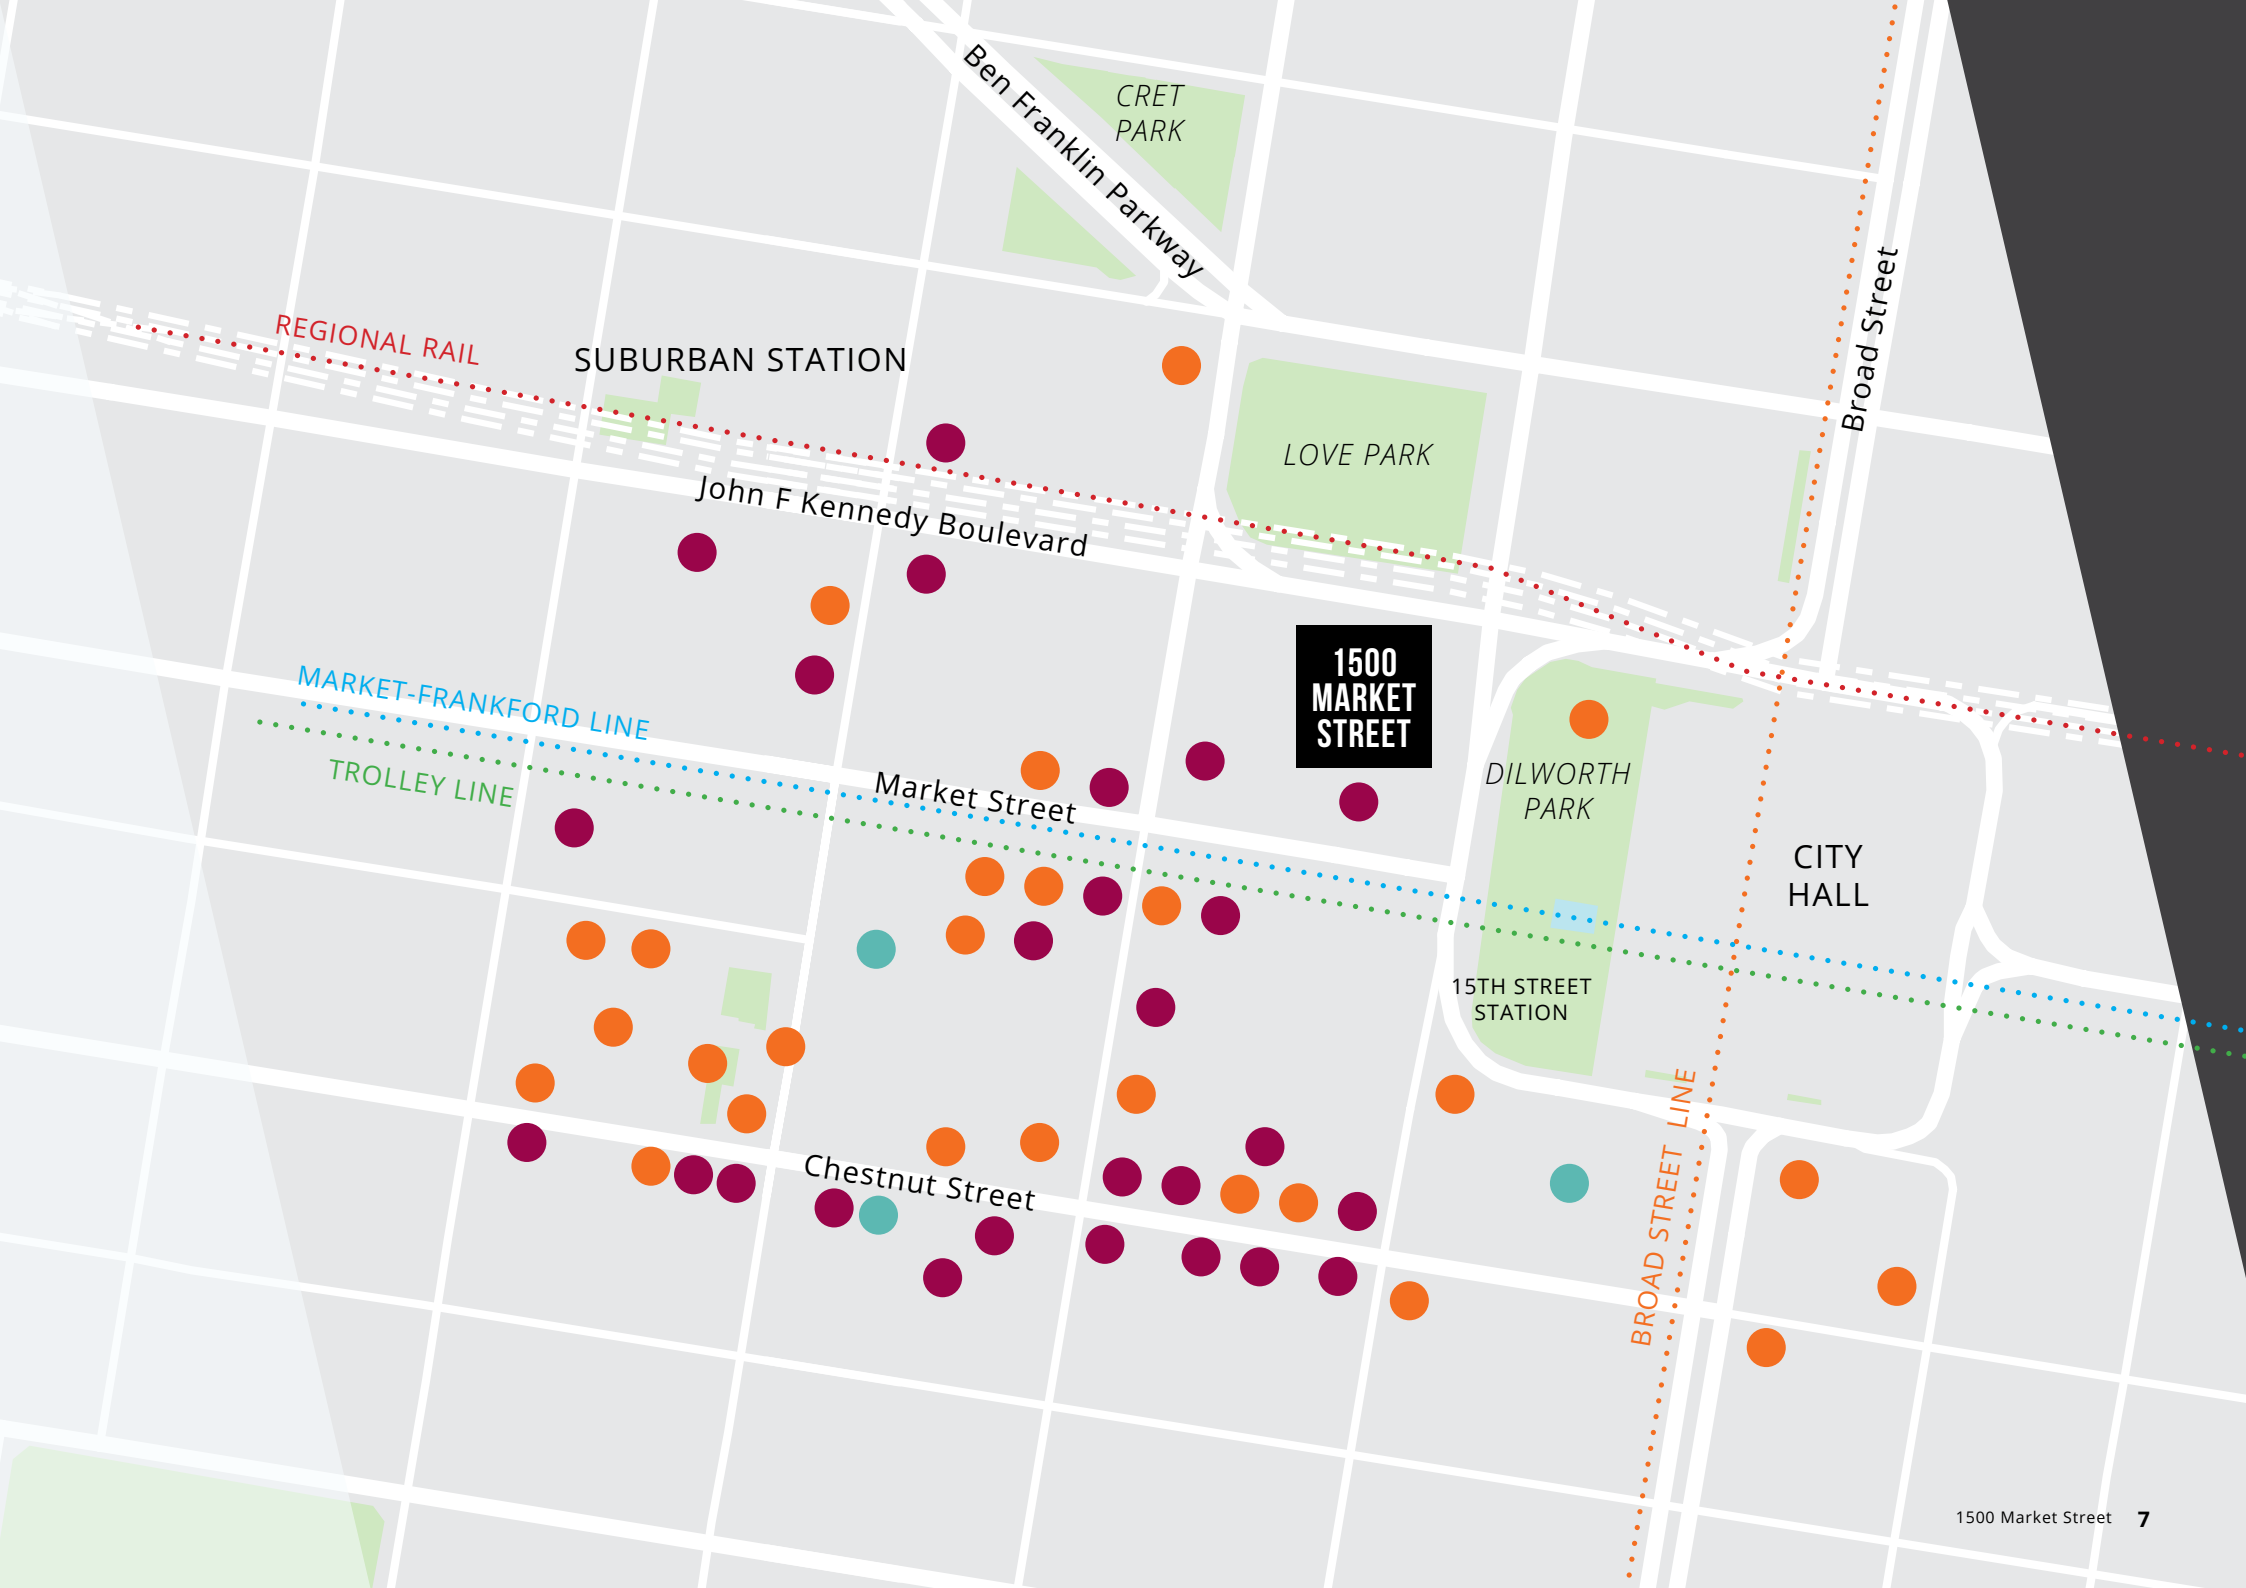 Ben Franklin Parkway
CRET
PARK
Broad Street
REGIONAL RAIL
SUBURBAN STATION
LOVE PARK
John F Kennedy Boulevard
1500
MARKET
STREET
MARKET-FRANKFORD LINE
TROLLEY LINE
Market Street
DILWORTH
PARK
CITY
HALL
15TH STREET
STATION
BROAD STREET LINE
Chestnut Street
1500 Market Street 7